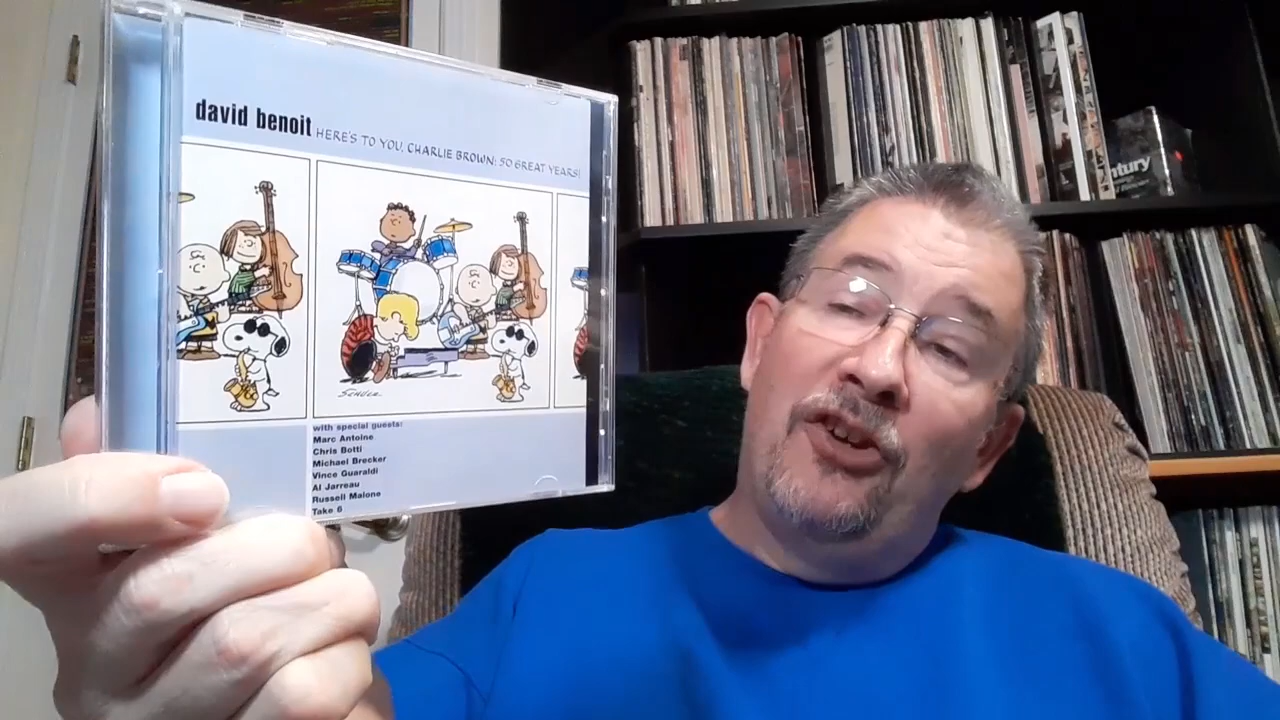 david benoit HERE'S TO YOU, CHARLIE BROWN: 50 GREAT YEARS!
SCHULZ
with special guests:
Marc Antoine
Chris Botti
Michael Brecker
Vince Guaraldi
Al Jarreau
Russell Malone
Take 6
ntury